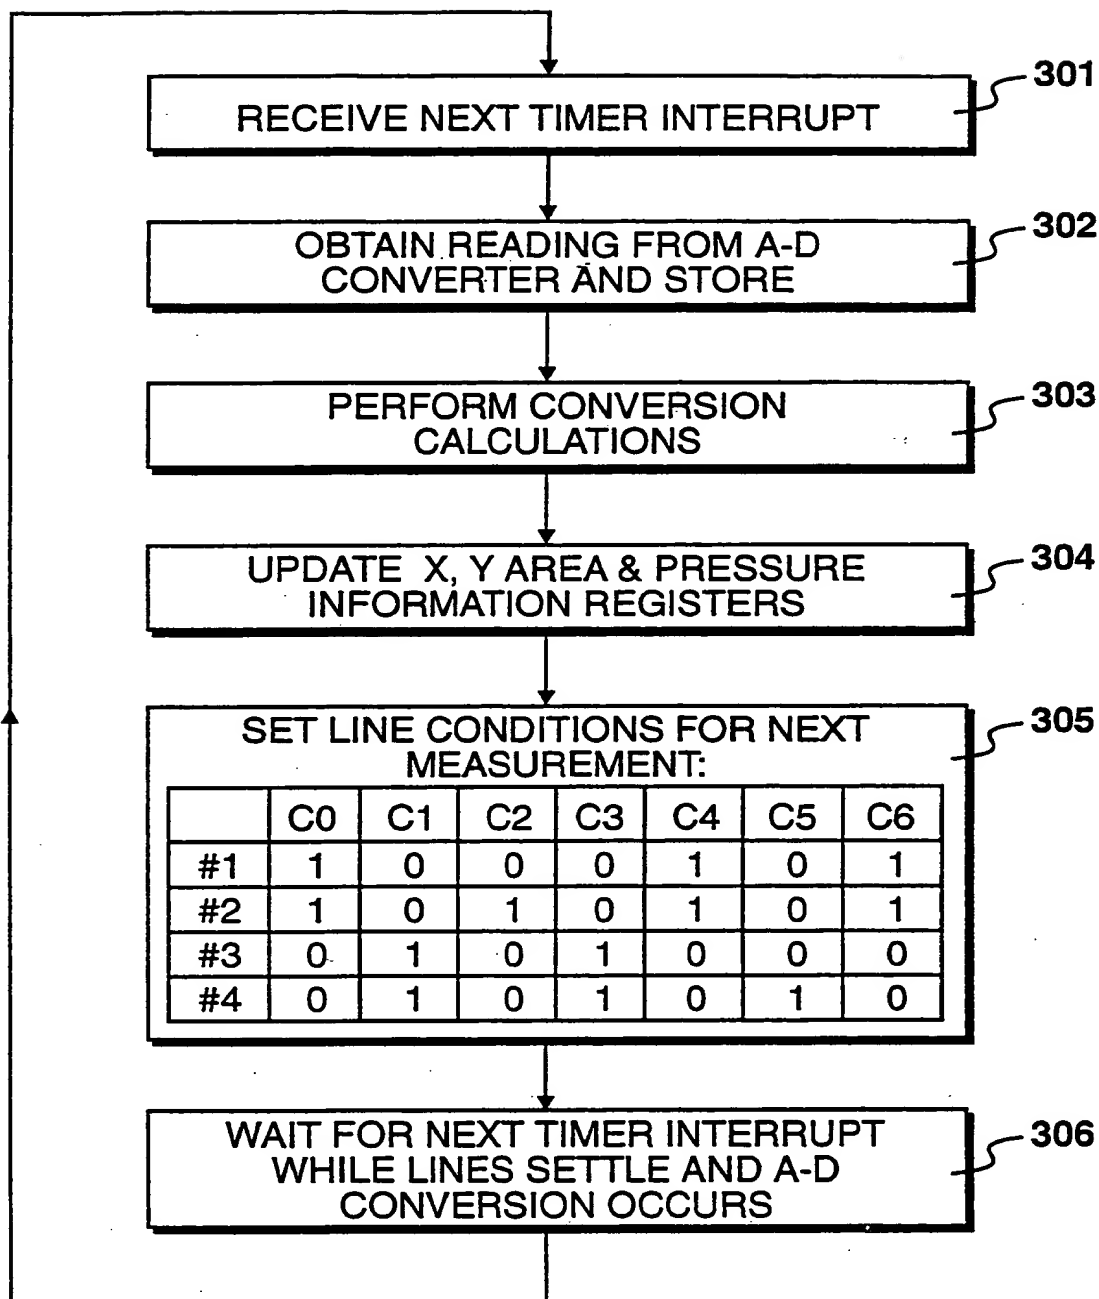 301
RECEIVE NEXT TIMER INTERRUPT
302
OBTAIN READING FROM A-D
CONVERTER AND STORE
303
PERFORM CONVERSION
CALCULATIONS
304
UPDATE X, Y AREA & PRESSURE
INFORMATION REGISTERS
305
SET LINE CONDITIONS FOR NEXT
MEASUREMENT:
C0 C1 C2 C3 C4 C5 C6
#1 1 0 0 0 1 0 1
#2 1 0 1 0 1 0 1
#3 0 1 0 1 0 0 0
#4 0 1 0 1 0 1 0
306
WAIT FOR NEXT TIMER INTERRUPT
WHILE LINES SETTLE AND A-D
CONVERSION OCCURS